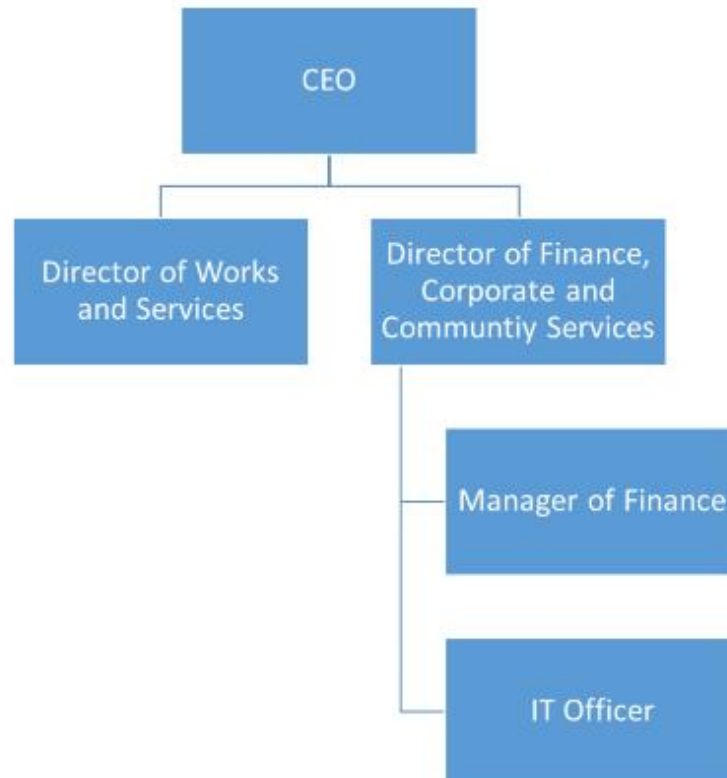 CEO
Director of Works
and Services
Director of Finance,
Corporate and
Communtiy Services
Manager of Finance
IT Officer